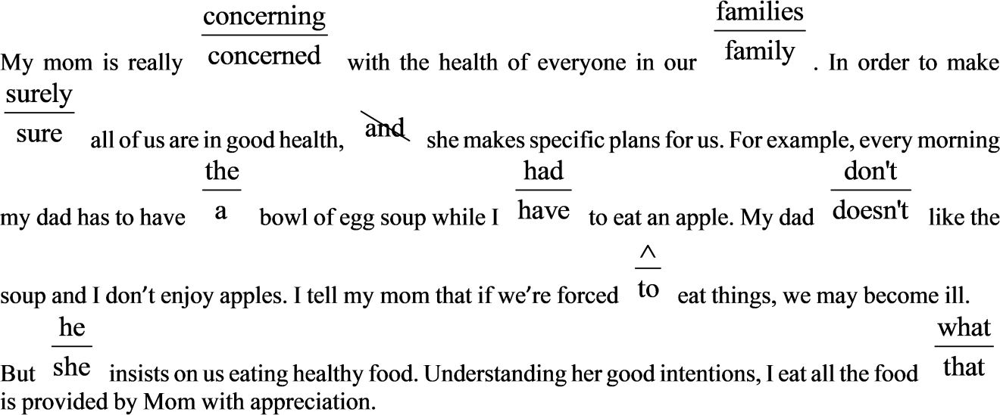 concerning families
My mom is really concerned with the health of everyone in our family . In order to make
surely
sure all of us are in good health, and she makes specific plans for us. For example, every morning
the had don't
my dad has to have a bowl of egg soup while I have to eat an apple. My dad doesn't like the
^
soup and I don't enjoy apples. I tell my mom that if we're forced to eat things, we may become ill.
he what
But she insists on us eating healthy food. Understanding her good intentions, I eat all the food that
is provided by Mom with appreciation.